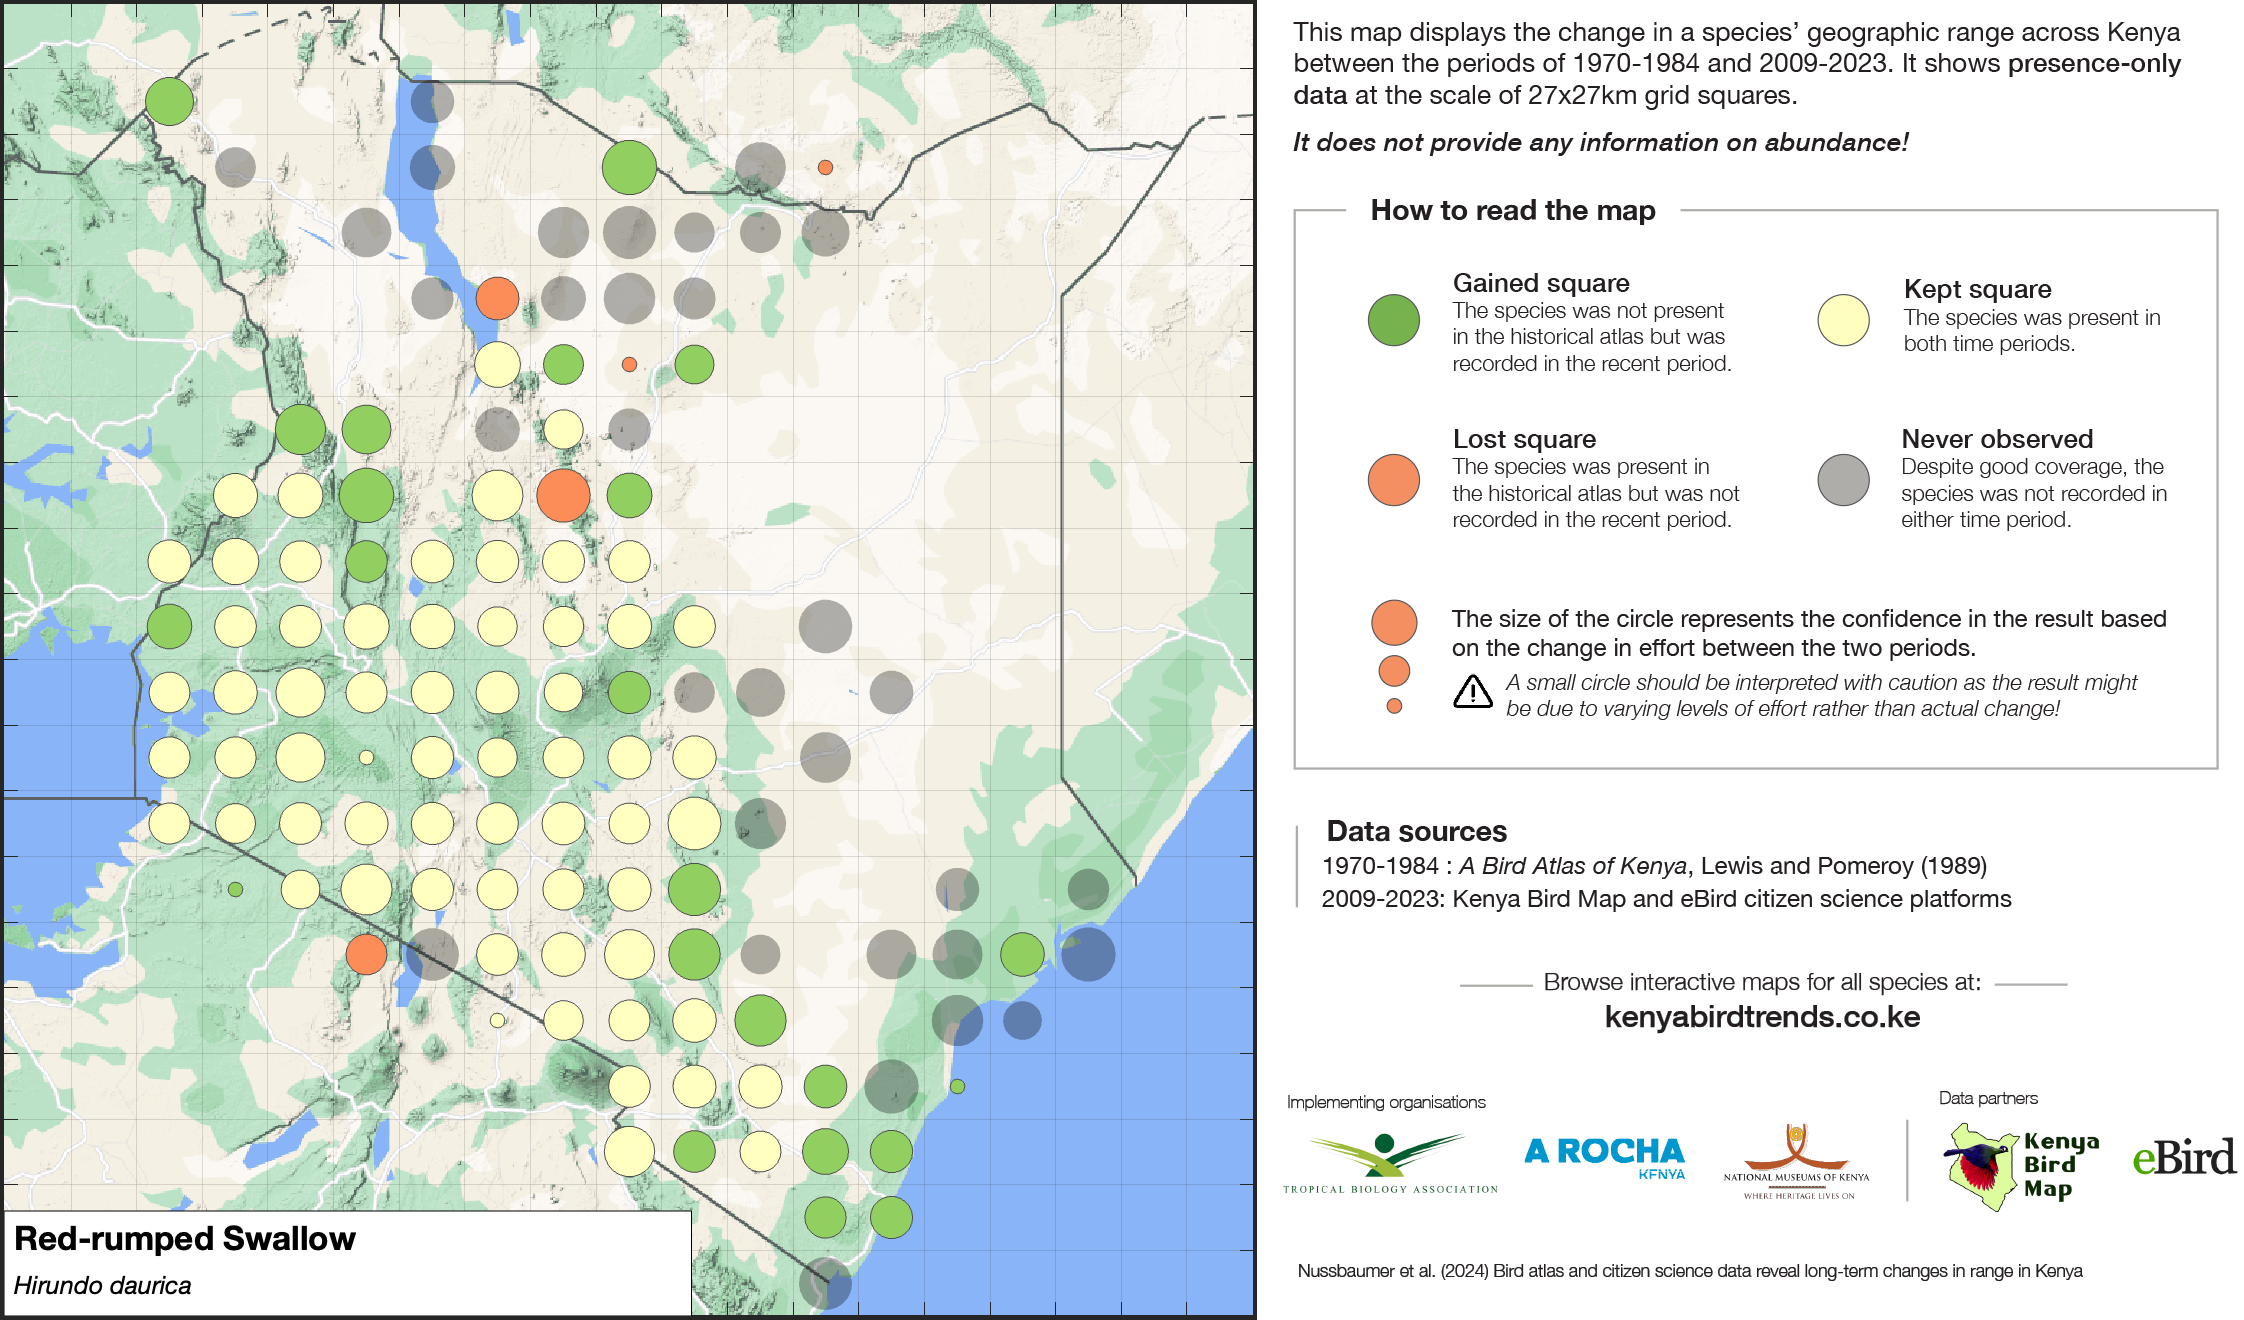 This map displays the change in a species’ geographic range across Kenya
between the periods of 1970-1984 and 2009-2023. It shows presence-only
data at the scale of 27x27km grid squares.
It does not provide any information on abundance!
How to read the map
Gained square
The species was not present
in the historical atlas but was
recorded in the recent period.
Kept square
The species was present in
both time periods.
Lost square
The species was present in
the historical atlas but was not
recorded in the recent period.
Never observed
Despite good coverage, the
species was not recorded in
either time period.
The size of the circle represents the confidence in the result based
on the change in effort between the two periods.
A small circle should be interpreted with caution as the result might
be due to varying levels of effort rather than actual change!
Data sources
1970-1984 : A Bird Atlas of Kenya, Lewis and Pomeroy (1989)
2009-2023: Kenya Bird Map and eBird citizen science platforms
Browse interactive maps for all species at:
kenyabirdtrends.co.ke
Implementing organisations
Data partners
TROPICAL BIOLOGY ASSOCIATION
A ROCHA
KENYA
NATIONAL MUSEUMS OF KENYA
WHERE HERITAGE LIVES ON
Kenya
Bird
Map
eBird
Nussbaumer et al. (2024) Bird atlas and citizen science data reveal long-term changes in range in Kenya
Red-rumped Swallow
Hirundo daurica